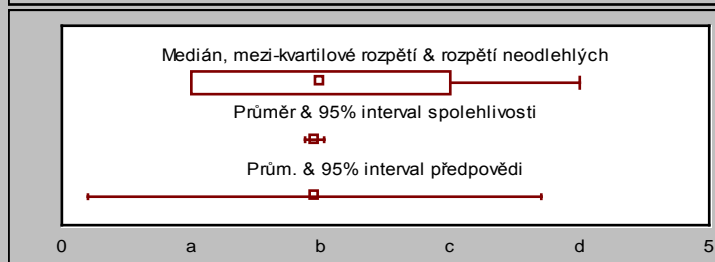 Medián, mezi-kvartilové rozpětí & rozpětí neodlehlých
Průměr & 95% interval spolehlivosti
Prům. & 95% interval předpovědi
0 a b c d 5